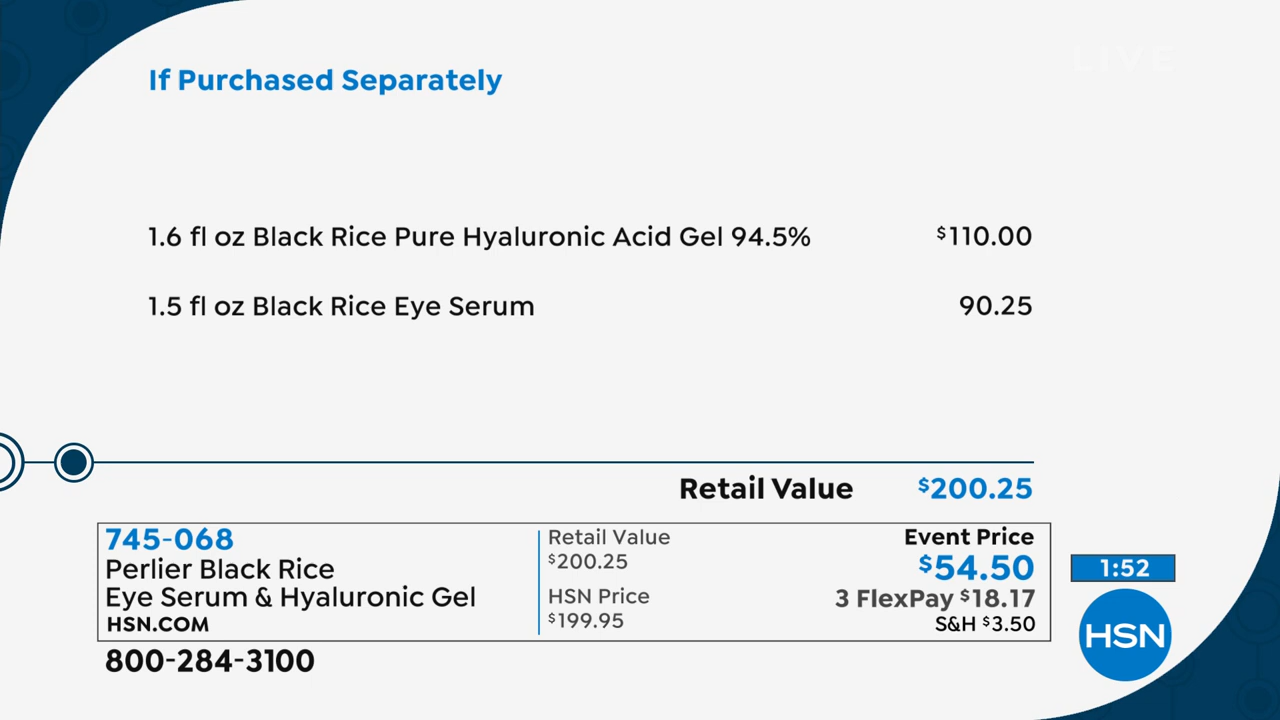 LIVE
If Purchased Separately
1.6 fl oz Black Rice Pure Hyaluronic Acid Gel 94.5% $110.00
1.5 fl oz Black Rice Eye Serum 90.25
Retail Value $200.25
745-068
Perlier Black Rice
Eye Serum & Hyaluronic Gel
HSN.COM
Retail Value
$200.25
HSN Price
$199.95
Event Price
$54.50
3 FlexPay $18.17
S&H $3.50
1:52
HSN
800-284-3100